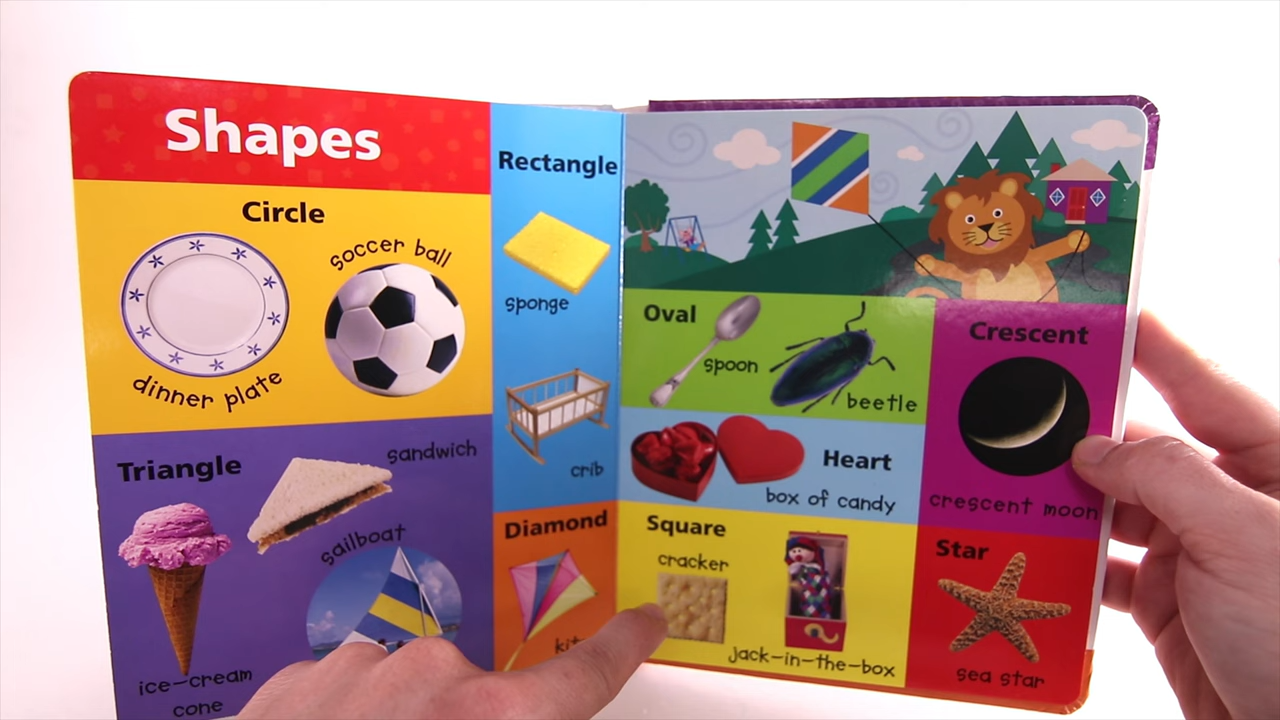 Shapes
Circle
dinner plate
soccer ball
Triangle
sandwich
sailboat
ice-cream
cone
Rectangle
sponge
crib
Diamond
Oval
spoon
beetle
Heart
box of candy
Square
cracker
jack-in-the-box
Crescent
crescent moon
Star
sea star